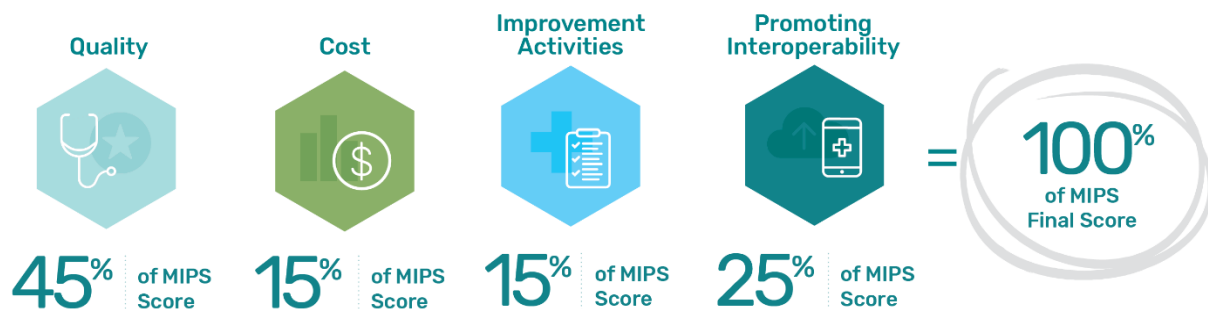 Quality
Cost
Improvement
Activities
Promoting
Interoperability
45%
of MIPS
Score
15%
of MIPS
Score
15%
of MIPS
Score
25%
of MIPS
Score
=
100%
of MIPS
Final Score